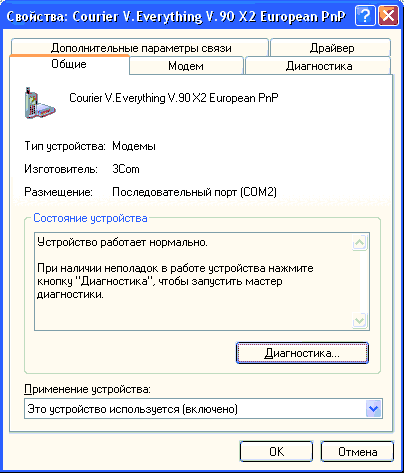 Свойства: Courier V.Everything V.90 X2 European PnP
Дополнительные параметры связи
Драйвер
Общие
Модем
Диагностика
Courier V.Everything V.90 X2 European PnP
Тип устройства: Модемы
Изготовитель: 3Com
Размещение: Последовательный порт (COM2)
Состояние устройства
Устройство работает нормально.
При наличии неполадок в работе устройства нажмите
кнопку "Диагностика", чтобы запустить мастер
диагностики.
Диагностика...
Применение устройства:
Это устройство используется (включено)
OK
Отмена